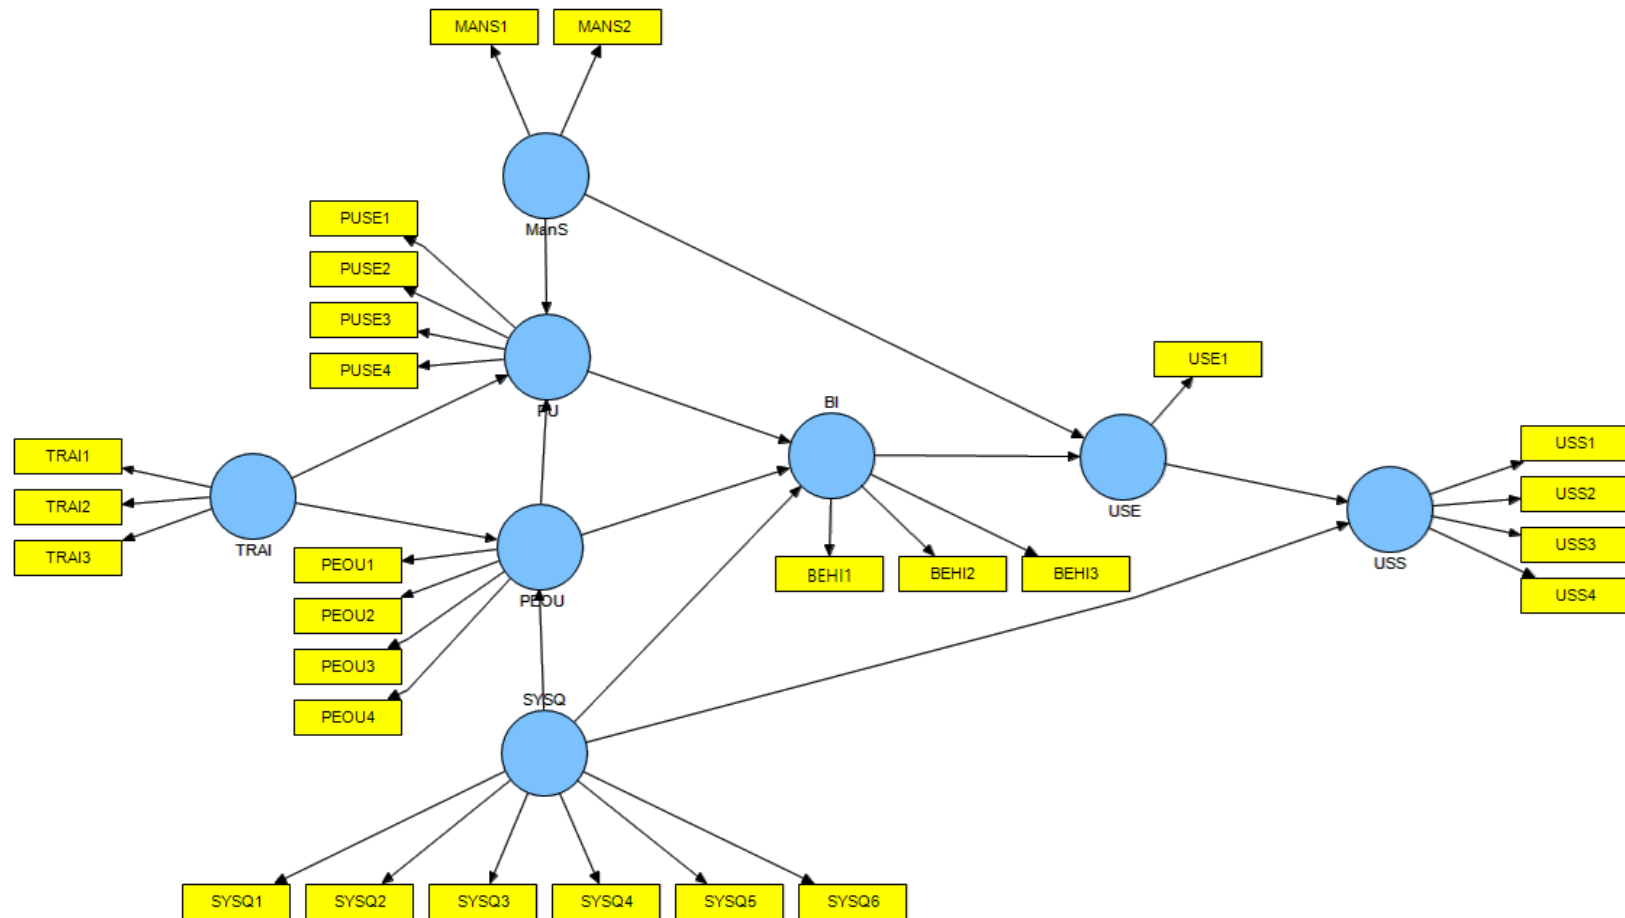 MANS1
MANS2
ManS
PUSE1
PUSE2
PUSE3
PUSE4
PU
USE1
BI
USE
TRAI1
TRAI2
TRAI3
TRAI
PEOU1
PEOU2
PEOU3
PEOU4
PEOU
BEHI1
BEHI2
BEHI3
USS1
USS2
USS3
USS4
USS
SYSQ
SYSQ1
SYSQ2
SYSQ3
SYSQ4
SYSQ5
SYSQ6